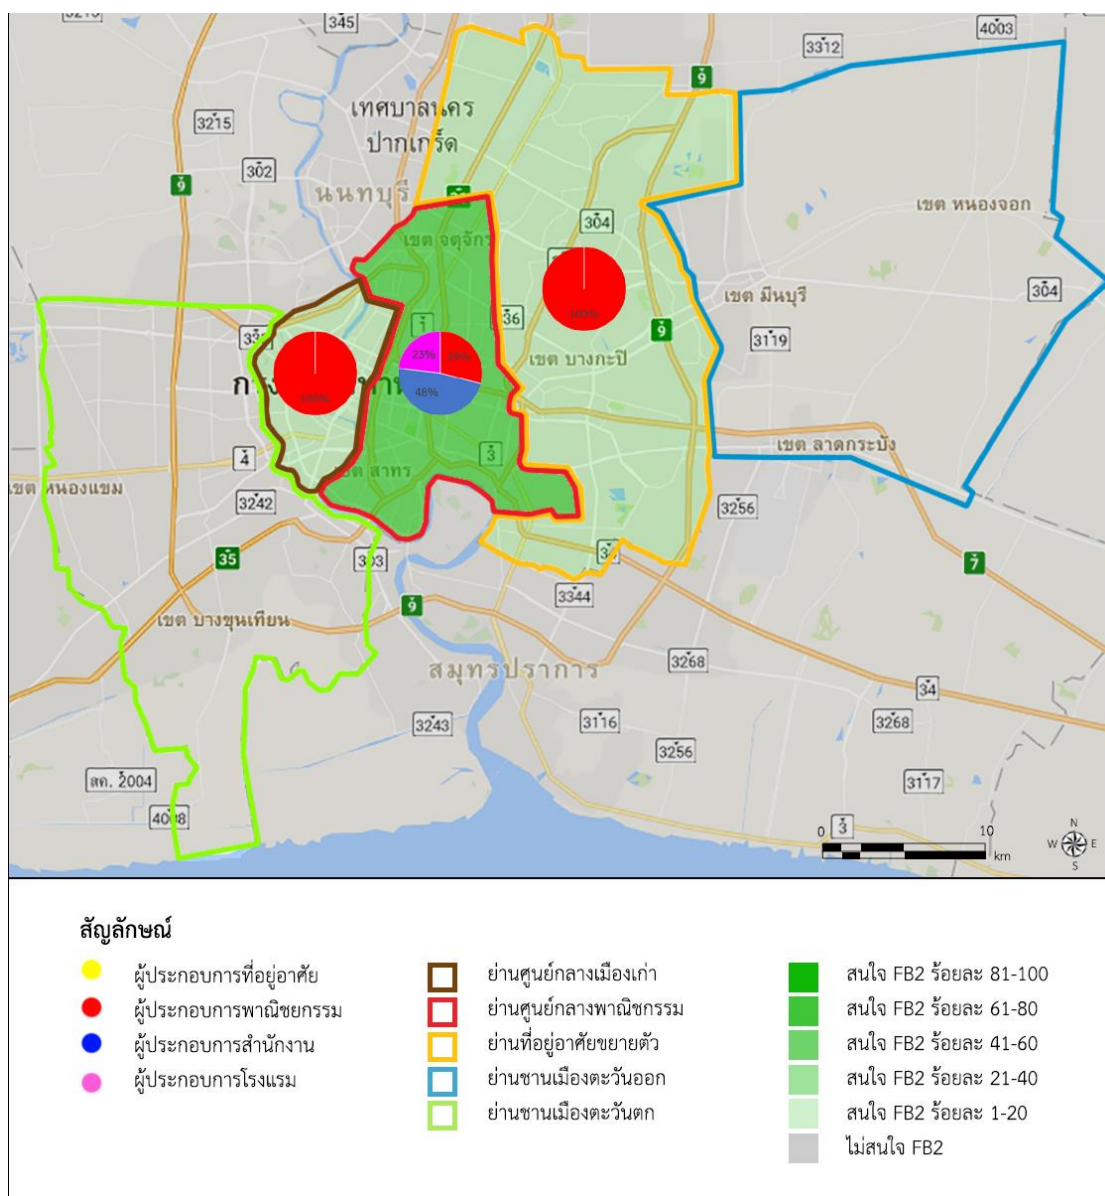 345
4003
3312
9
เทศบาลนคร
ปากเกร็ด
3215
302
9
นนทบุรี
304
เขต หนองจอก
เขต จตุจักร
304
เขต มีนบุรี
1
36
9
3119
เขต บางกะปิ
100%
23%
48%
100%
เขต ลาดกระบัง
4
3
เขต สาทร
เขต หนองแขม
3242
3256
35
303
7
3344
9
เขต บางขุนเทียน
สมุทรปราการ
3268
34
3243
3116
3268
3256
สค. 2004
3117
4008
0
3
10
km
N
W
E
S
สัญลักษณ์
ผู้ประกอบการที่อยู่อาศัย
ผู้ประกอบการพาณิชยกรรม
ผู้ประกอบการสำนักงาน
ผู้ประกอบการโรงแรม
ย่านศูนย์กลางเมืองเก่า
ย่านศูนย์กลางพาณิชกรรม
ย่านที่อยู่อาศัยขยายตัว
ย่านชานเมืองตะวันออก
ย่านชานเมืองตะวันตก
สนใจ FB2 ร้อยละ 81-100
สนใจ FB2 ร้อยละ 61-80
สนใจ FB2 ร้อยละ 41-60
สนใจ FB2 ร้อยละ 21-40
สนใจ FB2 ร้อยละ 1-20
ไม่สนใจ FB2